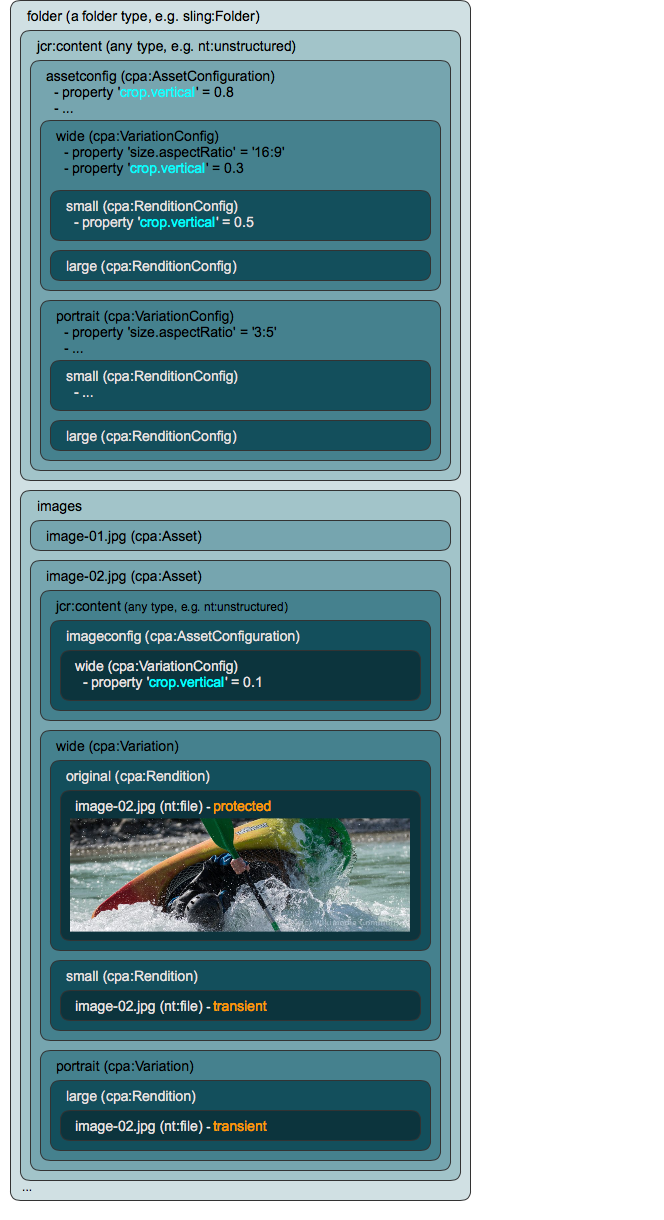 folder (a folder type, e.g. sling:Folder)
jcr:content (any type, e.g. nt:unstructured)
assetconfig (cpa:AssetConfiguration)
- property 'crop.vertical' = 0.8
- ...
wide (cpa:VariationConfig)
- property 'size.aspectRatio' = '16:9'
- property 'crop.vertical' = 0.3
small (cpa:RenditionConfig)
- property 'crop.vertical' = 0.5
large (cpa:RenditionConfig)
portrait (cpa:VariationConfig)
- property 'size.aspectRatio' = '3:5'
- ...
small (cpa:RenditionConfig)
- ...
large (cpa:RenditionConfig)
images
image-01.jpg (cpa:Asset)
image-02.jpg (cpa:Asset)
jcr:content (any type, e.g. nt:unstructured)
imageconfig (cpa:AssetConfiguration)
wide (cpa:VariationConfig)
- property 'crop.vertical' = 0.1
wide (cpa:Variation)
original (cpa:Rendition)
image-02.jpg (nt:file) - protected
small (cpa:Rendition)
image-02.jpg (nt:file) - transient
portrait (cpa:Variation)
large (cpa:Rendition)
image-02.jpg (nt:file) - transient
...